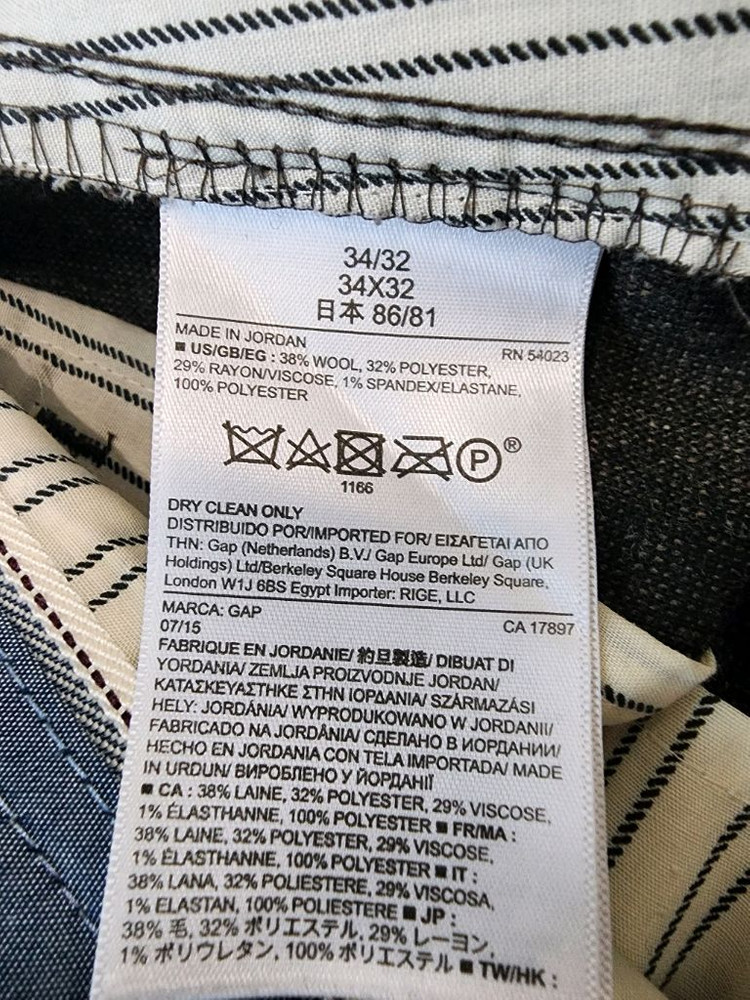 34/32
34X32
日本 86/81
MADE IN JORDAN
RN 54023
■ US/GB/EG : 38% WOOL, 32% POLYESTER,
29% RAYON/VISCOSE, 1% SPANDEX/ELASTANE,
100% POLYESTER
P ®
1166
DRY CLEAN ONLY
DISTRIBUIDO POR/IMPORTED FOR/ ΕΙΣΑΓΕΤΑΙ ΑΠΟ
THN: Gap (Netherlands) B.V./ Gap Europe Ltd/ Gap (UK
Holdings) Ltd/Berkeley Square House Berkeley Square,
London W1J 6BS Egypt Importer: RIGE, LLC
MARCA: GAP
07/15
CA 17897
FABRIQUE EN JORDANIE/ 約旦製造/ DIBUAT DI
YORDANIA/ ZEMLJA PROIZVODNJE JORDAN/
ΚΑΤΑΣΚΕΥΑΣΤΗΚΕ ΣΤΗΝ ΙΟΡΔΑΝΙΑ/ SZÁRMAZÁSI
HELY: JORDÁNIA/ WYPRODUKOWANO W JORDANII/
FABRICADO NA JORDÂNIA/ СДЕЛАНО В ИОРДАНИИ/
HECHO EN JORDANIA CON TELA IMPORTADA/ MADE
IN URDUN/ ВИРОБЛЕНО У ЙОРДАНІЇ
■ CA : 38% LAINE, 32% POLYESTER, 29% VISCOSE,
1% ÉLASTHANNE, 100% POLYESTER ■ FR/MA :
38% LAINE, 32% POLYESTER, 29% VISCOSE,
1% ÉLASTHANNE, 100% POLYESTER ■ IT :
38% LANA, 32% POLIESTERE, 29% VISCOSA,
1% ELASTAN, 100% POLIESTERE ■ JP :
38% 毛, 32% ポリエステル, 29% レーヨン,
1% ポリウレタン, 100% ポリエステル ■ TW/HK :